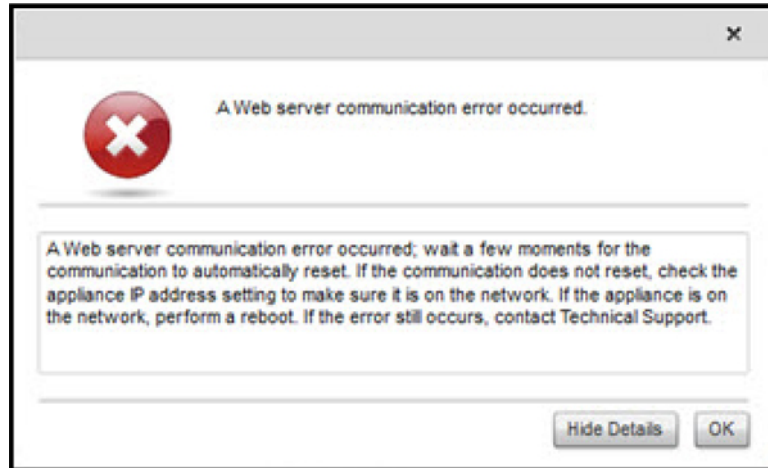 A Web server communication error occurred.
A Web server communication error occurred; wait a few moments for the
communication to automatically reset. If the communication does not reset, check the
appliance IP address setting to make sure it is on the network. If the appliance is on
the network, perform a reboot. If the error still occurs, contact Technical Support.
Hide Details
OK